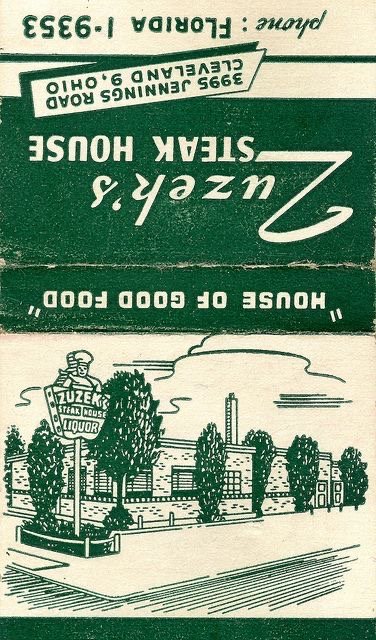 phone: FLORIDA 1-9353
3995 JENNINGS ROAD
CLEVELAND 9, OHIO
Zuzek's
STEAK HOUSE
"HOUSE OF GOOD FOOD"
ZUZEK'S
STEAK HOUSE
LIQUOR